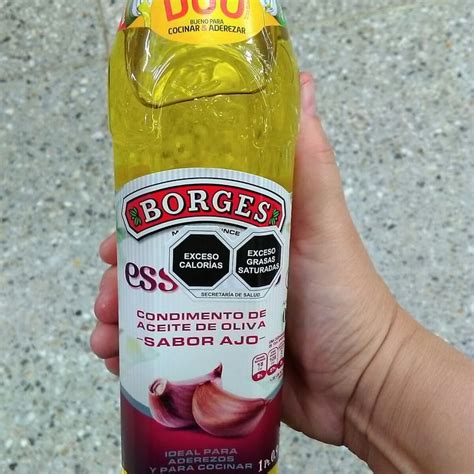 DUO
BUENO PARA
COCINAR & ADEREZAR
BORGES
EXCESO
CALORÍAS
EXCESO
GRASAS
SATURADAS
SECRETARÍA DE SALUD
ess
CONDIMENTO DE
ACEITE DE OLIVA
-SABOR AJO-
IDEAL PARA
ADEREZOS
Y PARA COCINAR